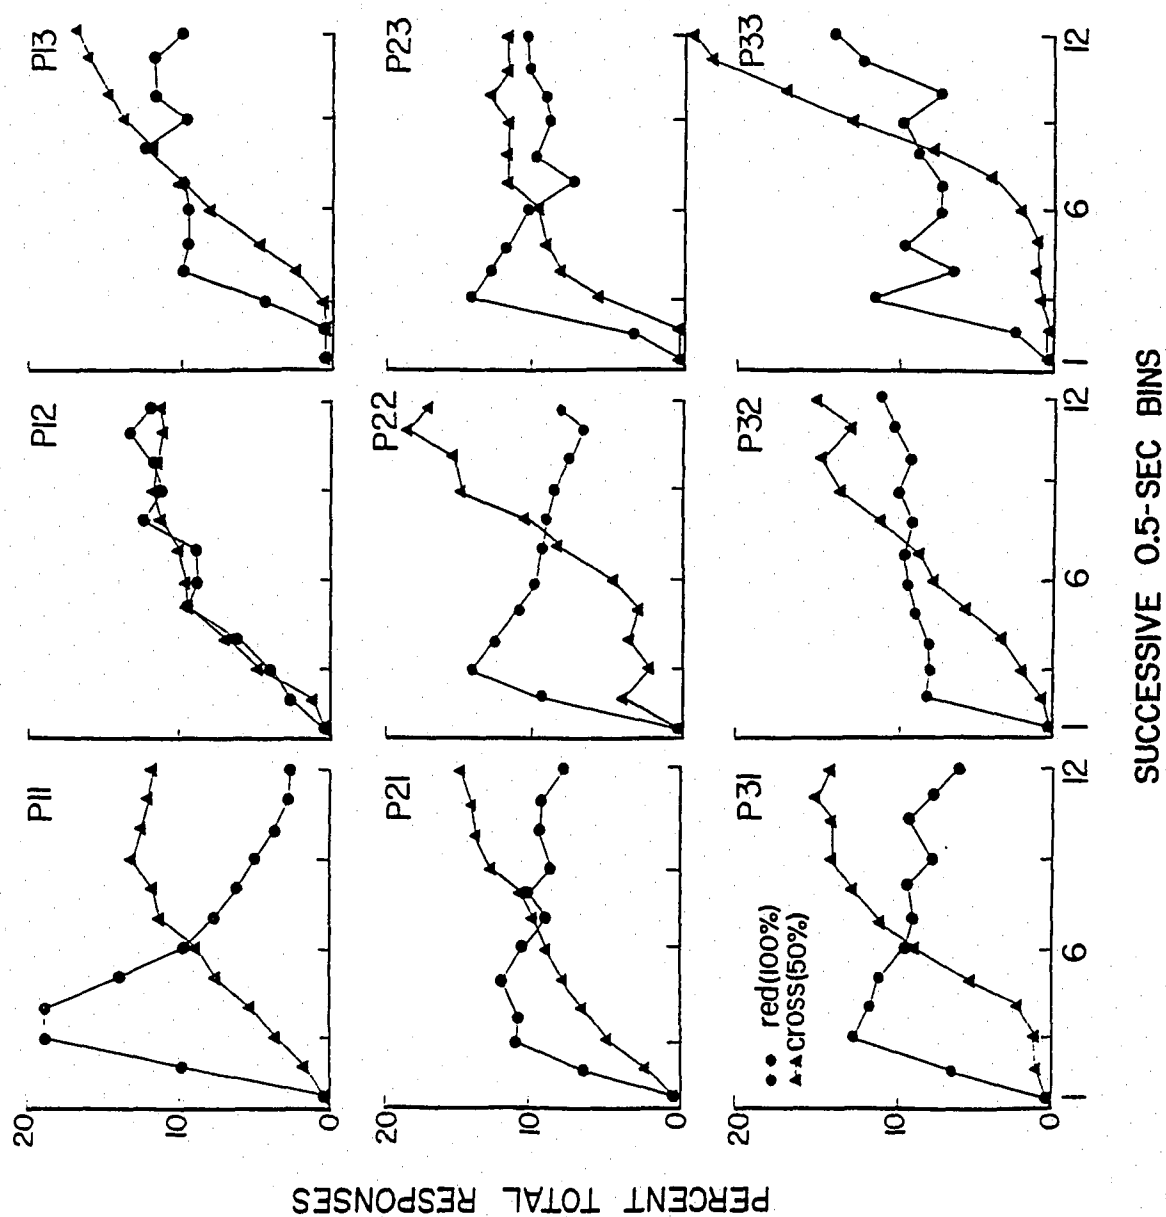 PERCENT TOTAL RESPONSES
P11
P12
P13
20
10
0
P21
P22
P23
20
10
0
P31
P32
P33
20
10
0
red(100%)
cross(50%)
1
6
12
1
6
12
1
6
12
SUCCESSIVE 0.5-SEC BINS